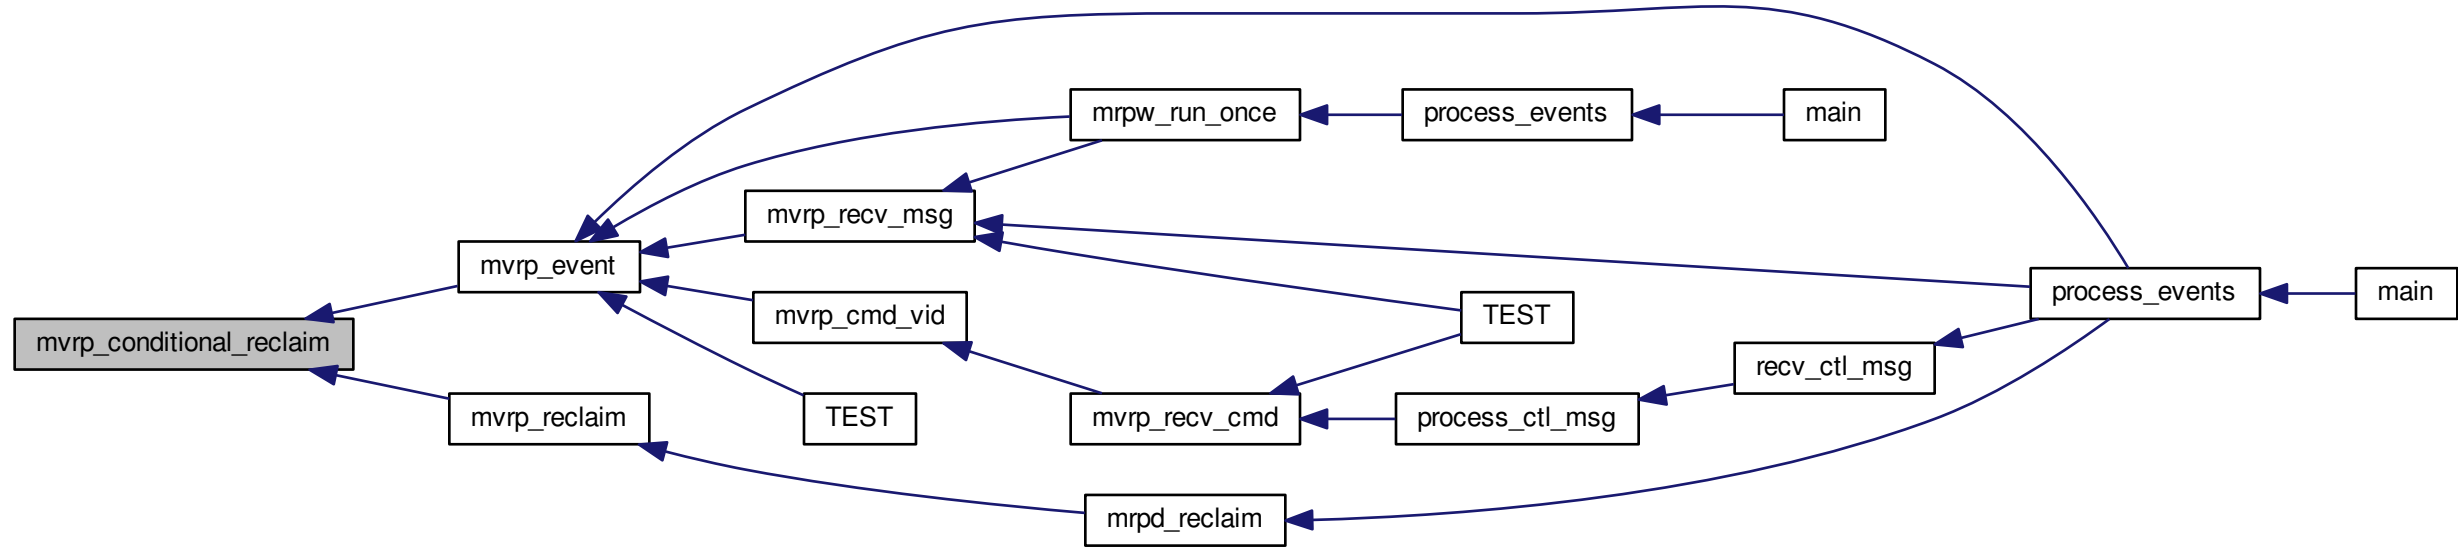 mrpw_run_once
process_events
main
mvrp_recv_msg
mvrp_event
process_events
main
mvrp_cmd_vid
TEST
mvrp_conditional_reclaim
recv_ctl_msg
mvrp_reclaim
TEST
mvrp_recv_cmd
process_ctl_msg
mrpd_reclaim